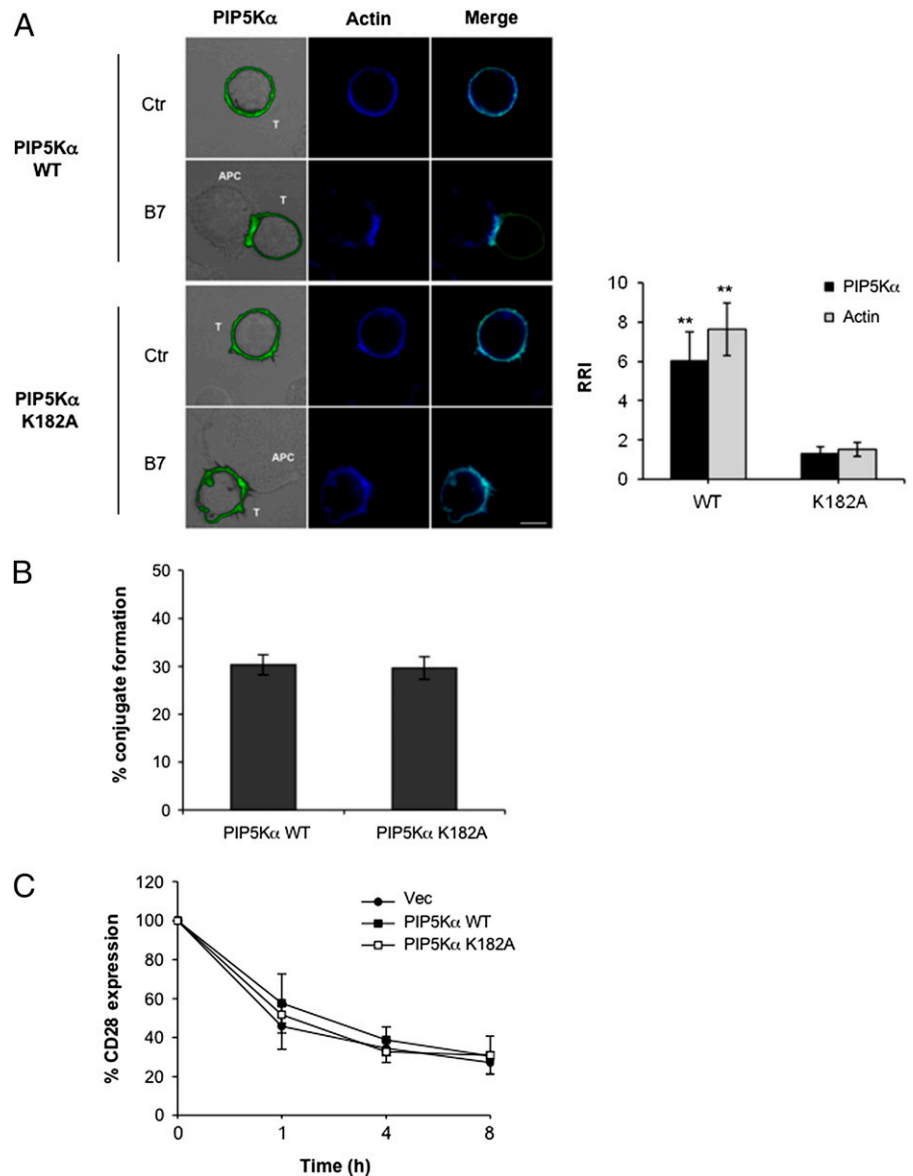 A
PIP5Kα
Actin
Merge
PIP5Kα
WT
Ctr
T
B7
APC
T
PIP5Kα
K182A
Ctr
T
B7
APC
T
RRI
10
8
6
4
2
0
**
**
PIP5Kα
Actin
WT
K182A
B
% conjugate formation
50
40
30
20
10
0
PIP5Kα WT
PIP5Kα K182A
C
% CD28 expression
120
100
80
60
40
20
0
Vec
PIP5Kα WT
PIP5Kα K182A
0
1
4
8
Time (h)